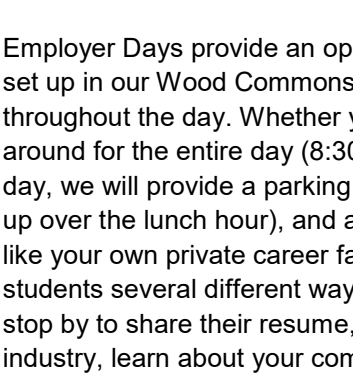 Employer Days provide an op
set up in our Wood Commons
throughout the day. Whether y
around for the entire day (8:30
day, we will provide a parking
up over the lunch hour), and a
like your own private career fa
students several different way
stop by to share their resume,
industry, learn about your com